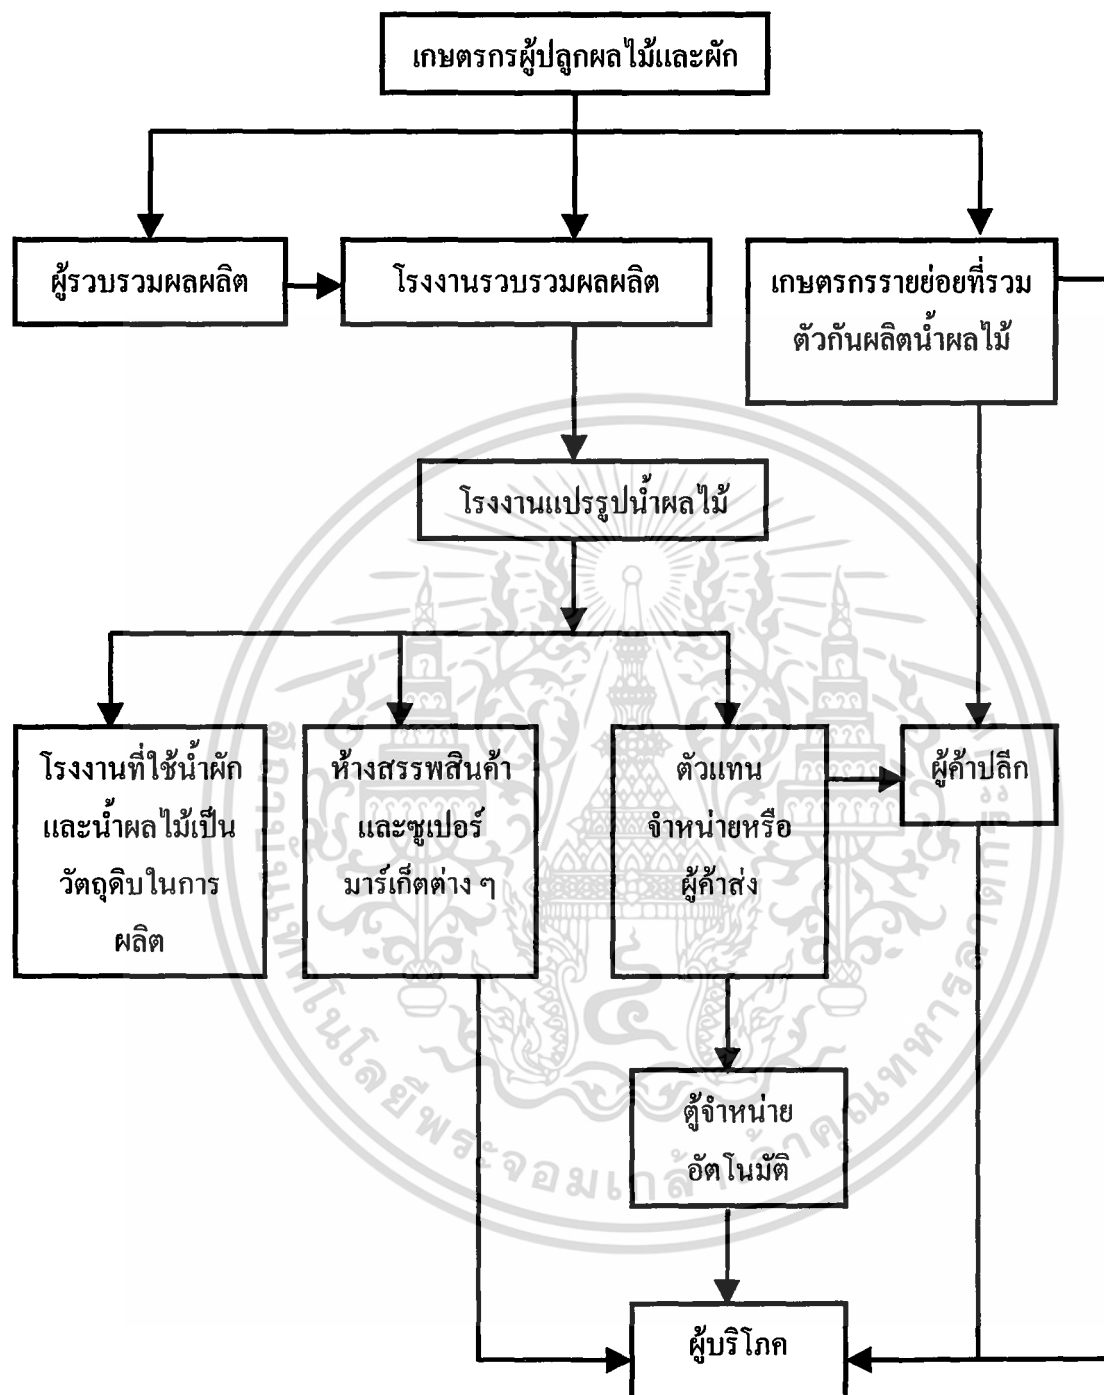 เกษตรกรผู้ปลูกผลไม้และผัก
ผู้รวบรวมผลผลิต
โรงงานรวบรวมผลผลิต
เกษตรกรรายย่อยที่รวม
ตัวกันผลิตน้ำผลไม้
โรงงานแปรรูปน้ำผลไม้
โรงงานที่ใช้น้ำผัก
และน้ำผลไม้เป็น
วัตถุดิบในการ
ผลิต
ห้างสรรพสินค้า
และซูเปอร์
มาร์เก็ตต่าง ๆ
ตัวแทน
จำหน่ายหรือ
ผู้ค้าส่ง
ผู้ค้าปลีก
ตู้จำหน่าย
อัตโนมัติ
ผู้บริโภค